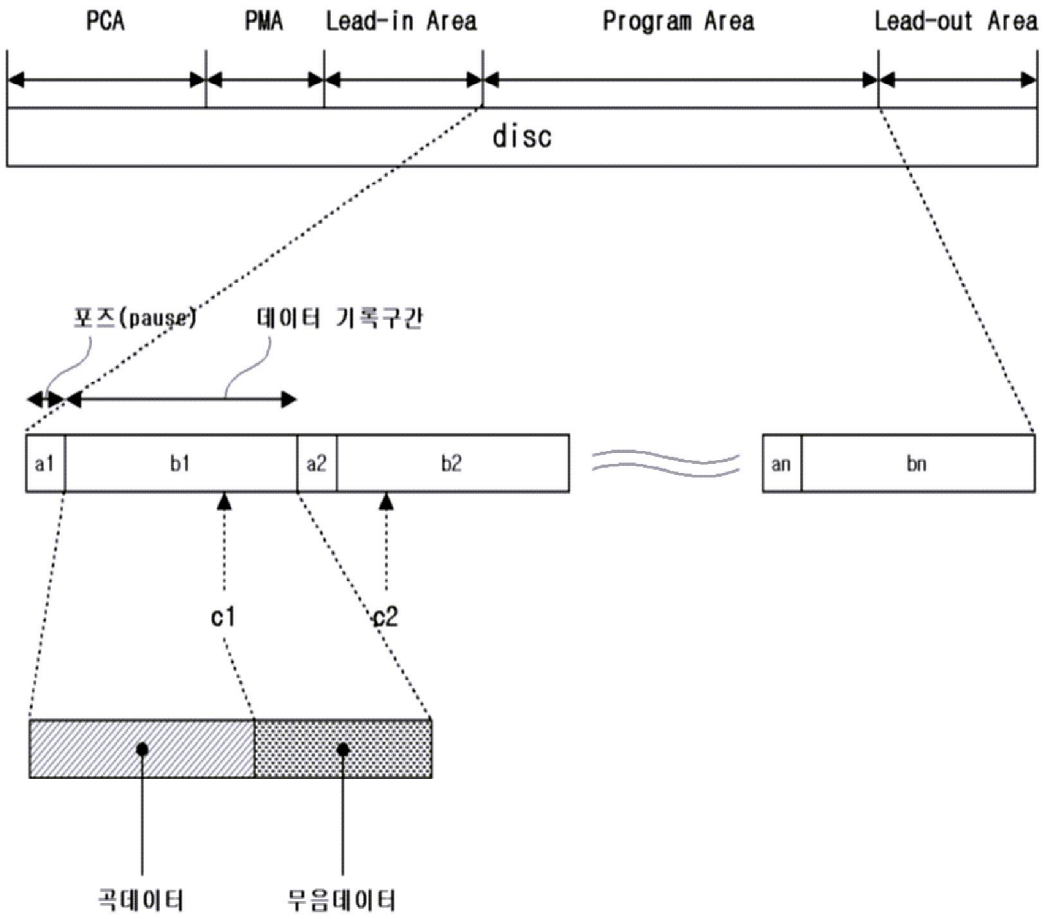 PCA PMA Lead-in Area Program Area Lead-out Area
disc
포즈(pause) 데이터 기록구간
a1 b1 a2 b2 an bn
c1 c2
곡데이터 무음데이터